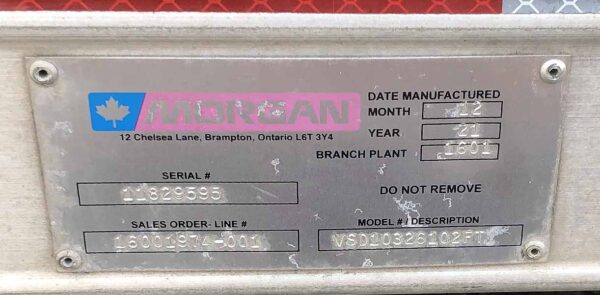 MORGAN
12 Chelsea Lane, Brampton, Ontario L6T 3Y4
DATE MANUFACTURED
MONTH 12
YEAR 21
BRANCH PLANT 1601
SERIAL #
11829595
DO NOT REMOVE
SALES ORDER- LINE #
16001974-001
MODEL # / DESCRIPTION
VSD10326102FT